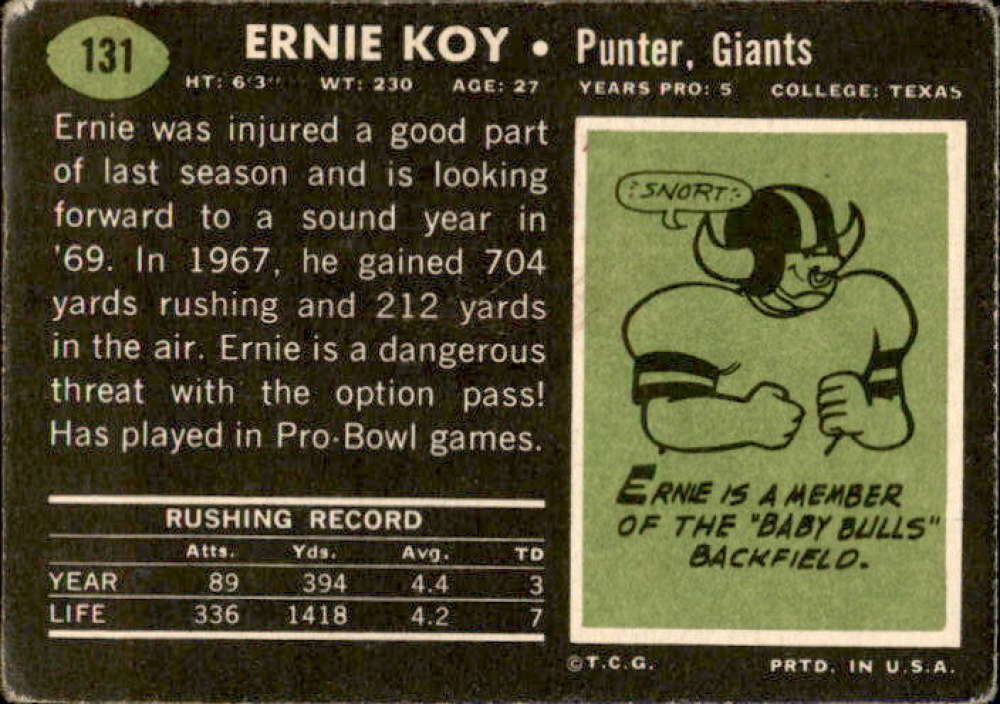 131
ERNIE KOY • Punter, Giants
HT: 6'3" WT: 230 AGE: 27 YEARS PRO: 5 COLLEGE: TEXAS
Ernie was injured a good part
of last season and is looking
forward to a sound year in
'69. In 1967, he gained 704
yards rushing and 212 yards
in the air. Ernie is a dangerous
threat with the option pass!
Has played in Pro-Bowl games.
RUSHING RECORD
Atts. Yds. Avg. TD
YEAR 89 394 4.4 3
LIFE 336 1418 4.2 7
SNORT
ERNIE IS A MEMBER
OF THE "BABY BULLS"
BACKFIELD.
©T.C.G. PRTD. IN U.S.A.